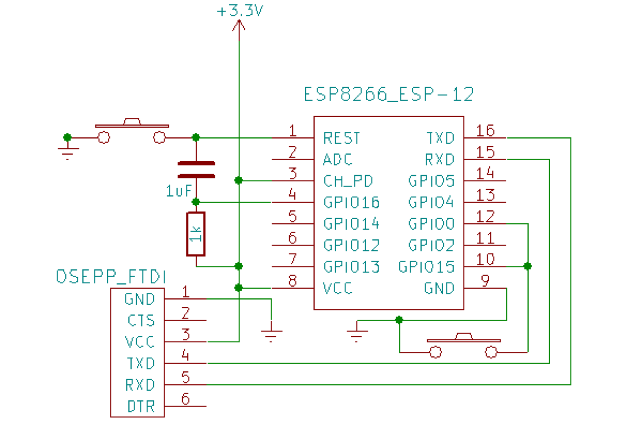 +3.3V
ESP8266_ESP-12
1 REST TXD 16
2 ADC RXD 15
3 CH_PD GPIO5 14
1uF
4 GPIO16 GPIO4 13
1k
5 GPIO14 GPIO0 12
6 GPIO12 GPIO2 11
7 GPIO13 GPIO15 10
8 VCC GND 9
OSEPP_FTDI
GND 1
CTS 2
VCC 3
TXD 4
RXD 5
DTR 6